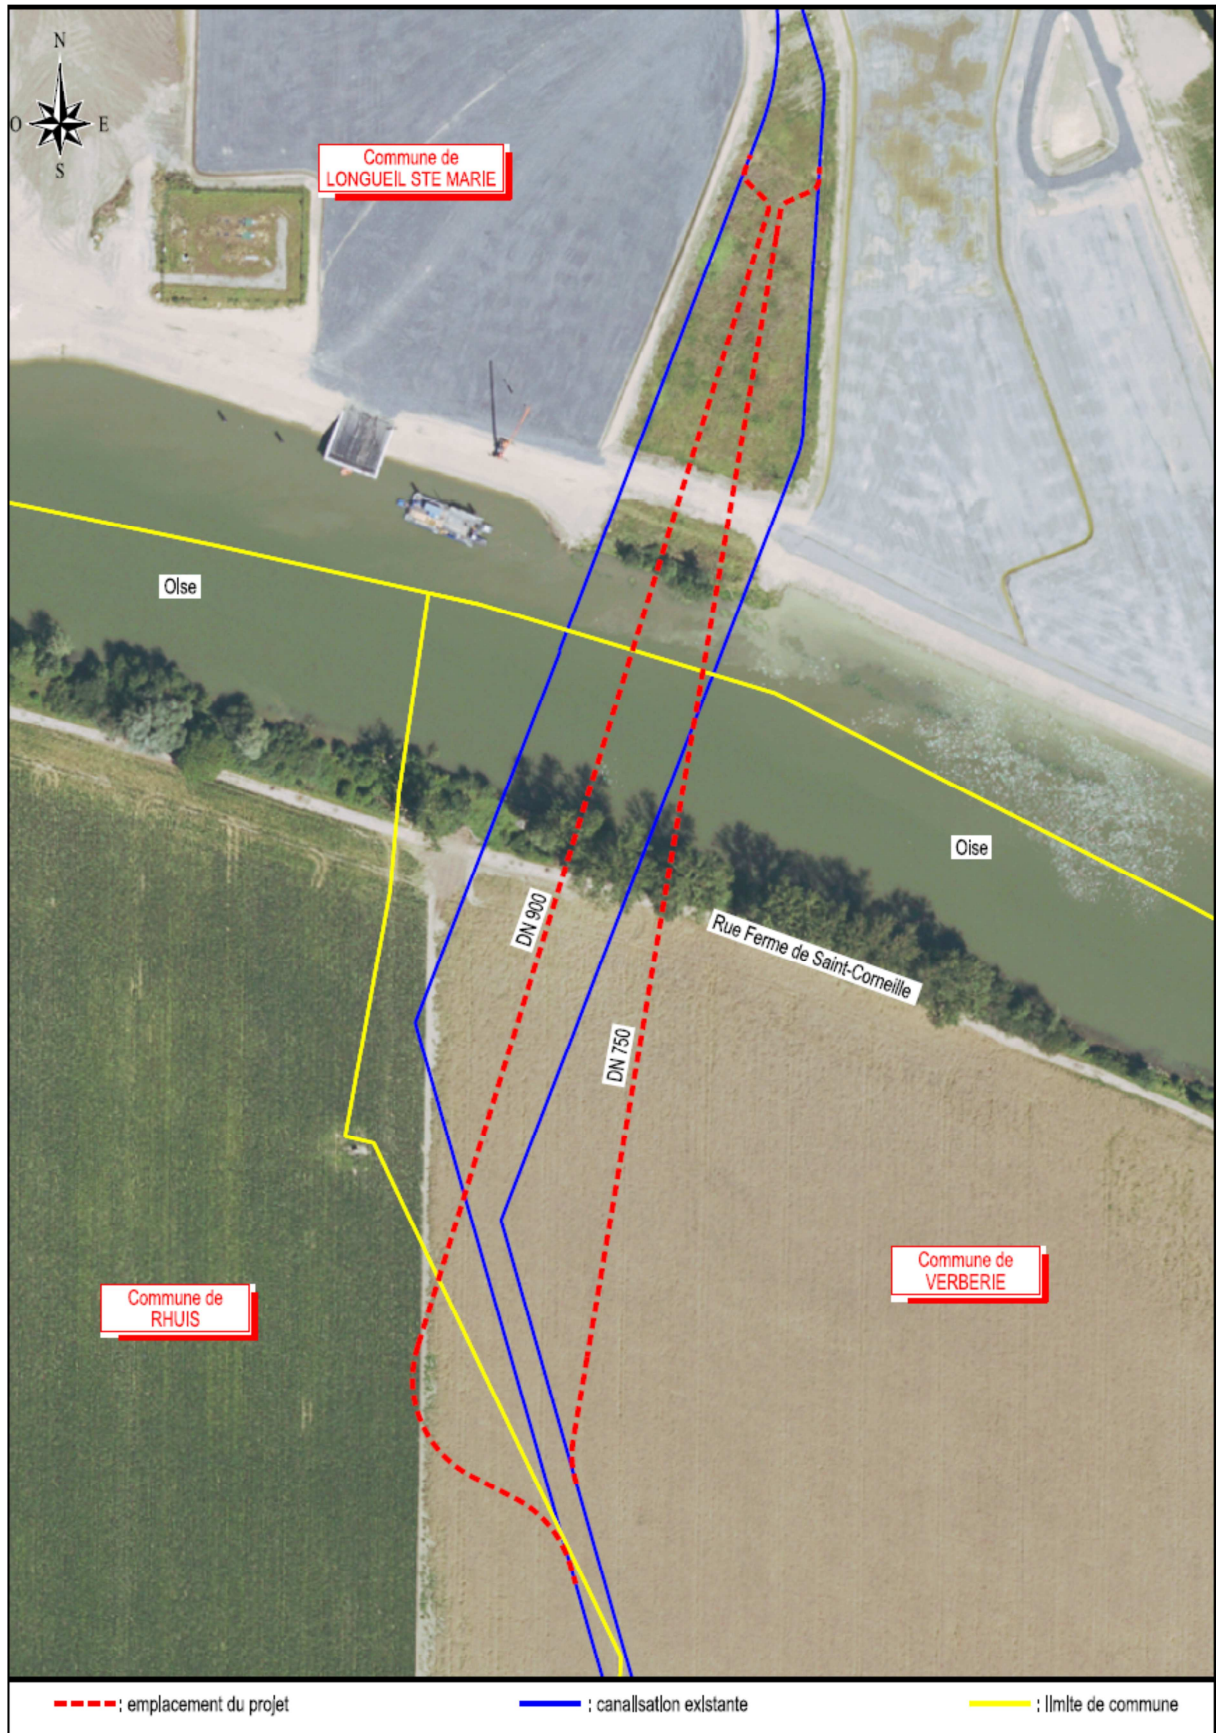 N
O
E
S
Commune de
LONGUEIL STE MARIE
OIse
Oise
DN 900
Rue Ferme de Saint-Corneille
DN 750
Commune de
RHUIS
Commune de
VERBERIE
: emplacement du projet
: canalisation existante
: limite de commune